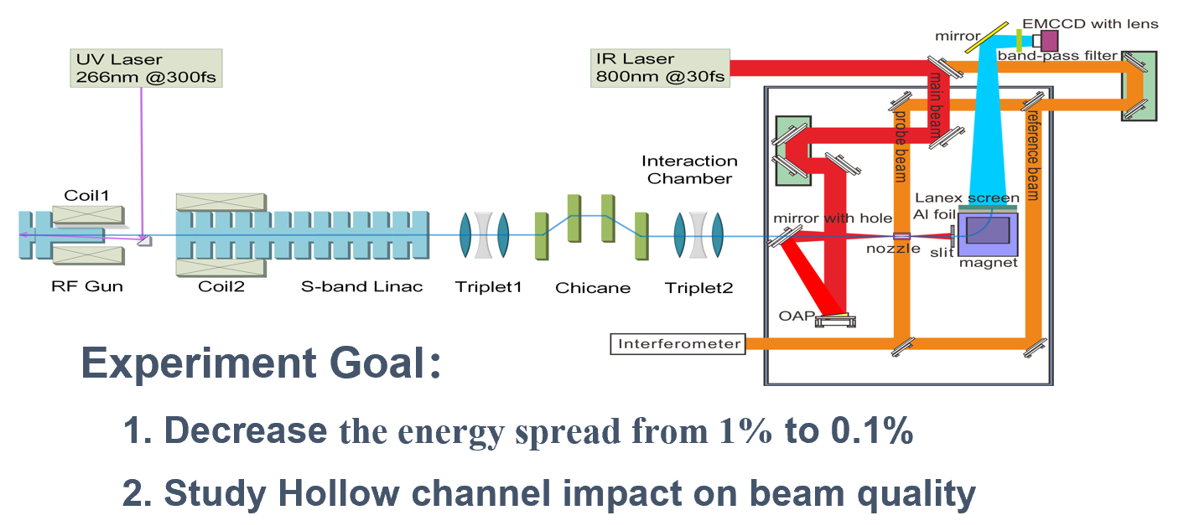 UV Laser
266nm @300fs
IR Laser
800nm @30fs
mirror
EMCCD with lens
band-pass filter
main beam
probe beam
reference beam
Interaction
Chamber
Coil1
Lanex screen
Al foil
mirror with hole
nozzle
slit
magnet
RF Gun
Coil2
S-band Linac
Triplet1
Chicane
Triplet2
OAP
Interferometer
Experiment Goal:
1. Decrease the energy spread from 1% to 0.1%
2. Study Hollow channel impact on beam quality